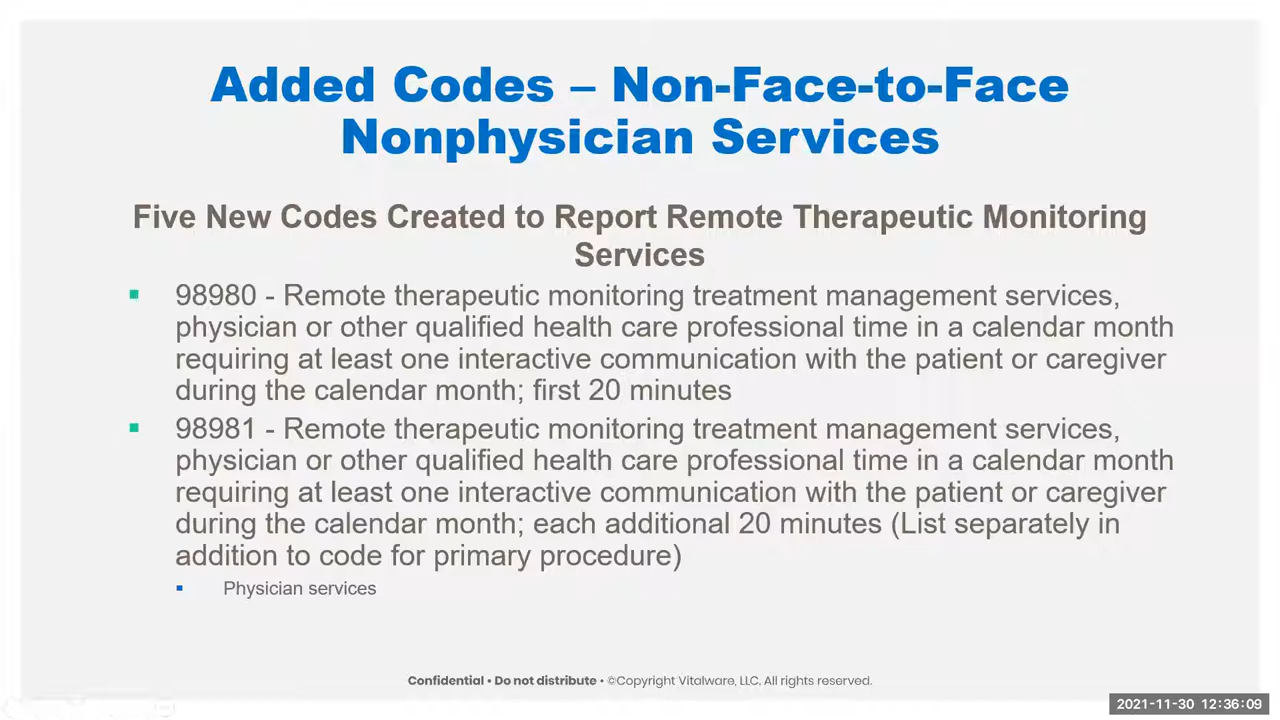 Added Codes – Non-Face-to-Face
Nonphysician Services
Five New Codes Created to Report Remote Therapeutic Monitoring
Services
▪ 98980 - Remote therapeutic monitoring treatment management services,
physician or other qualified health care professional time in a calendar month
requiring at least one interactive communication with the patient or caregiver
during the calendar month; first 20 minutes
▪ 98981 - Remote therapeutic monitoring treatment management services,
physician or other qualified health care professional time in a calendar month
requiring at least one interactive communication with the patient or caregiver
during the calendar month; each additional 20 minutes (List separately in
addition to code for primary procedure)
▪ Physician services
Confidential • Do not distribute • ©Copyright Vitalware, LLC. All rights reserved.
2021-11-30 12:36:09